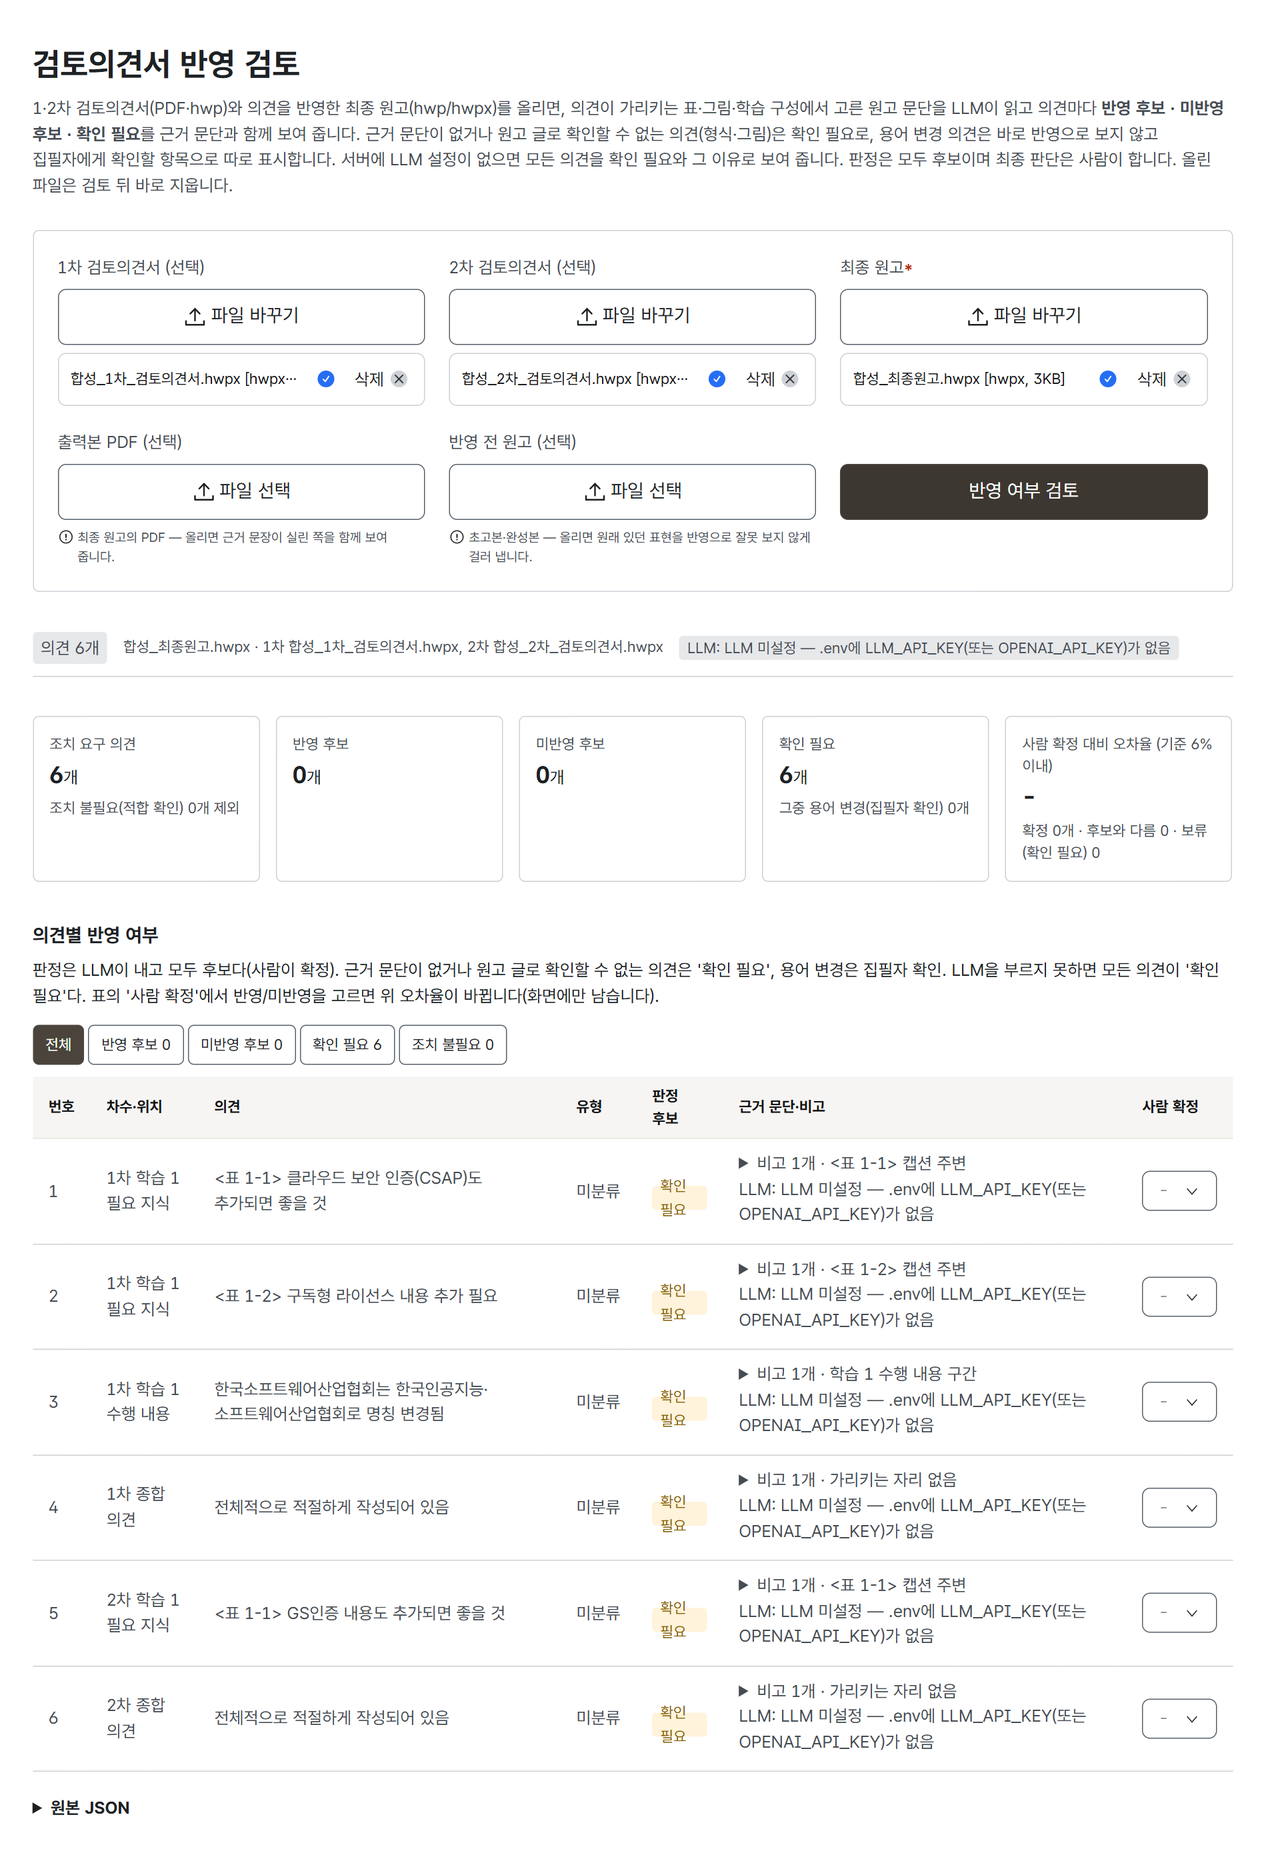 검토의견서 반영 검토
1·2차 검토의견서(PDF·hwp)와 의견을 반영한 최종 원고(hwp/hwpx)를 올리면, 의견이 가리키는 표·그림·학습 구성에서 고른 원고 문단을 LLM이 읽고 의견마다 반영 후보 · 미반영
후보 · 확인 필요를 근거 문단과 함께 보여 줍니다. 근거 문단이 없거나 원고 글로 확인할 수 없는 의견(형식·그림)은 확인 필요로, 용어 변경 의견은 바로 반영으로 보지 않고
집필자에게 확인할 항목으로 따로 표시합니다. 서버에 LLM 설정이 없으면 모든 의견을 확인 필요와 그 이유로 보여 줍니다. 판정은 모두 후보이며 최종 판단은 사람이 합니다. 올린
파일은 검토 뒤 바로 지웁니다.
1차 검토의견서 (선택)
2차 검토의견서 (선택)
최종 원고*
파일 바꾸기
파일 바꾸기
파일 바꾸기
합성_1차_검토의견서.hwpx [hwpx··· 삭제
합성_2차_검토의견서.hwpx [hwpx··· 삭제
합성_최종원고.hwpx [hwpx, 3KB] 삭제
출력본 PDF (선택)
반영 전 원고 (선택)
파일 선택
파일 선택
반영 여부 검토
최종 원고의 PDF — 올리면 근거 문장이 실린 쪽을 함께 보여
줍니다.
초고본·완성본 — 올리면 원래 있던 표현을 반영으로 잘못 보지 않게
걸러 냅니다.
의견 6개 합성_최종원고.hwpx · 1차 합성_1차_검토의견서.hwpx, 2차 합성_2차_검토의견서.hwpx LLM: LLM 미설정 — .env에 LLM_API_KEY(또는 OPENAI_API_KEY)가 없음
조치 요구 의견
6개
조치 불필요(적합 확인) 0개 제외
반영 후보
0개
미반영 후보
0개
확인 필요
6개
그중 용어 변경(집필자 확인) 0개
사람 확정 대비 오차율 (기준 6%
이내)
-
확정 0개 · 후보와 다름 0 · 보류
(확인 필요) 0
의견별 반영 여부
판정은 LLM이 내고 모두 후보다(사람이 확정). 근거 문단이 없거나 원고 글로 확인할 수 없는 의견은 '확인 필요', 용어 변경은 집필자 확인. LLM을 부르지 못하면 모든 의견이 '확인
필요'다. 표의 '사람 확정'에서 반영/미반영을 고르면 위 오차율이 바뀝니다(화면에만 남습니다).
전체 반영 후보 0 미반영 후보 0 확인 필요 6 조치 불필요 0
번호 차수·위치 의견 유형 판정 후보 근거 문단·비고 사람 확정
1
1차 학습 1
필요 지식
<표 1-1> 클라우드 보안 인증(CSAP)도
추가되면 좋을 것
미분류
확인
필요
▶ 비고 1개 · <표 1-1> 캡션 주변
LLM: LLM 미설정 — .env에 LLM_API_KEY(또는
OPENAI_API_KEY)가 없음
-
2
1차 학습 1
필요 지식
<표 1-2> 구독형 라이선스 내용 추가 필요
미분류
확인
필요
▶ 비고 1개 · <표 1-2> 캡션 주변
LLM: LLM 미설정 — .env에 LLM_API_KEY(또는
OPENAI_API_KEY)가 없음
-
3
1차 학습 1
수행 내용
한국소프트웨어산업협회는 한국인공지능·
소프트웨어산업협회로 명칭 변경됨
미분류
확인
필요
▶ 비고 1개 · 학습 1 수행 내용 구간
LLM: LLM 미설정 — .env에 LLM_API_KEY(또는
OPENAI_API_KEY)가 없음
-
4
1차 종합
의견
전체적으로 적절하게 작성되어 있음
미분류
확인
필요
▶ 비고 1개 · 가리키는 자리 없음
LLM: LLM 미설정 — .env에 LLM_API_KEY(또는
OPENAI_API_KEY)가 없음
-
5
2차 학습 1
필요 지식
<표 1-1> GS인증 내용도 추가되면 좋을 것
미분류
확인
필요
▶ 비고 1개 · <표 1-1> 캡션 주변
LLM: LLM 미설정 — .env에 LLM_API_KEY(또는
OPENAI_API_KEY)가 없음
-
6
2차 종합
의견
전체적으로 적절하게 작성되어 있음
미분류
확인
필요
▶ 비고 1개 · 가리키는 자리 없음
LLM: LLM 미설정 — .env에 LLM_API_KEY(또는
OPENAI_API_KEY)가 없음
-
▶ 원본 JSON